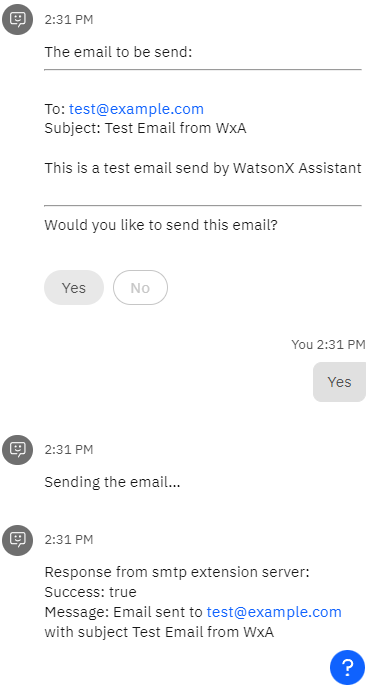 2:31 PM
The email to be send:
To: test@example.com
Subject: Test Email from WxA
This is a test email send by WatsonX Assistant
Would you like to send this email?
Yes No
You 2:31 PM
Yes
2:31 PM
Sending the email...
2:31 PM
Response from smtp extension server:
Success: true
Message: Email sent to test@example.com
with subject Test Email from WxA
?